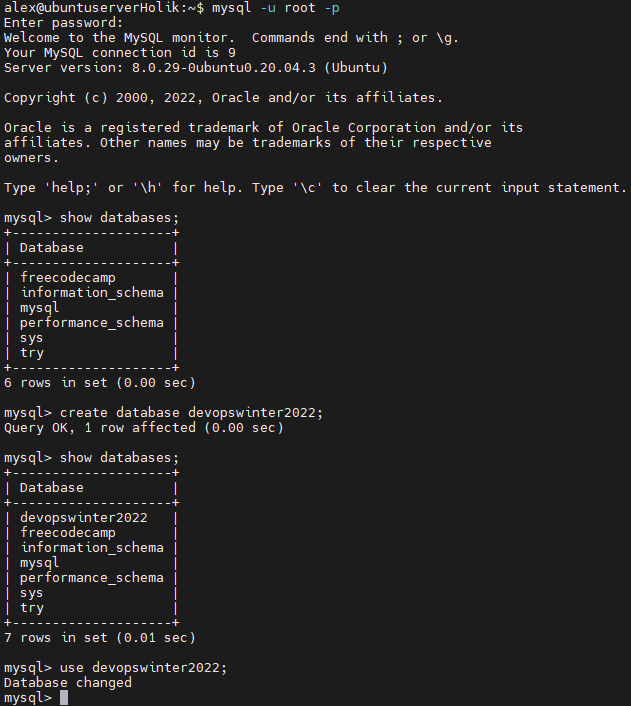 alex@ubuntuserverHolik:~$ mysql -u root -p
Enter password:
Welcome to the MySQL monitor.  Commands end with ; or \g.
Your MySQL connection id is 9
Server version: 8.0.29-0ubuntu0.20.04.3 (Ubuntu)

Copyright (c) 2000, 2022, Oracle and/or its affiliates.

Oracle is a registered trademark of Oracle Corporation and/or its
affiliates. Other names may be trademarks of their respective
owners.

Type 'help;' or '\h' for help. Type '\c' to clear the current input statement.

mysql> show databases;
+--------------------+
| Database           |
+--------------------+
| freecodecamp       |
| information_schema |
| mysql              |
| performance_schema |
| sys                |
| try                |
+--------------------+
6 rows in set (0.00 sec)

mysql> create database devopswinter2022;
Query OK, 1 row affected (0.00 sec)

mysql> show databases;
+--------------------+
| Database           |
+--------------------+
| devopswinter2022   |
| freecodecamp       |
| information_schema |
| mysql              |
| performance_schema |
| sys                |
| try                |
+--------------------+
7 rows in set (0.01 sec)

mysql> use devopswinter2022;
Database changed
mysql>